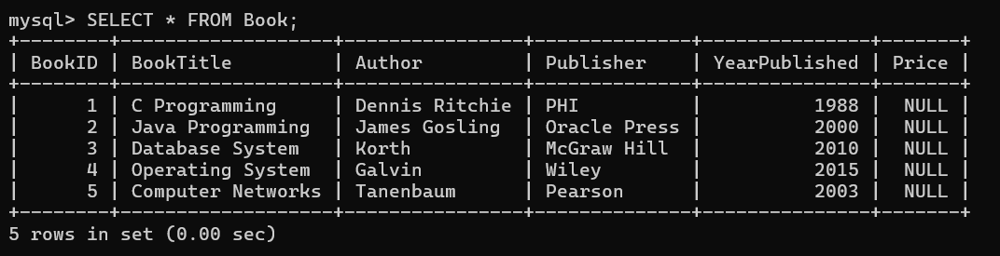 mysql> SELECT * FROM Book;
+--------+-------------------+----------------+--------------+---------------+-------+
| BookID | BookTitle         | Author         | Publisher    | YearPublished | Price |
+--------+-------------------+----------------+--------------+---------------+-------+
|      1 | C Programming     | Dennis Ritchie | PHI          |          1988 |  NULL |
|      2 | Java Programming  | James Gosling  | Oracle Press |          2000 |  NULL |
|      3 | Database System   | Korth          | McGraw Hill  |          2010 |  NULL |
|      4 | Operating System  | Galvin         | Wiley        |          2015 |  NULL |
|      5 | Computer Networks | Tanenbaum      | Pearson      |          2003 |  NULL |
+--------+-------------------+----------------+--------------+---------------+-------+
5 rows in set (0.00 sec)